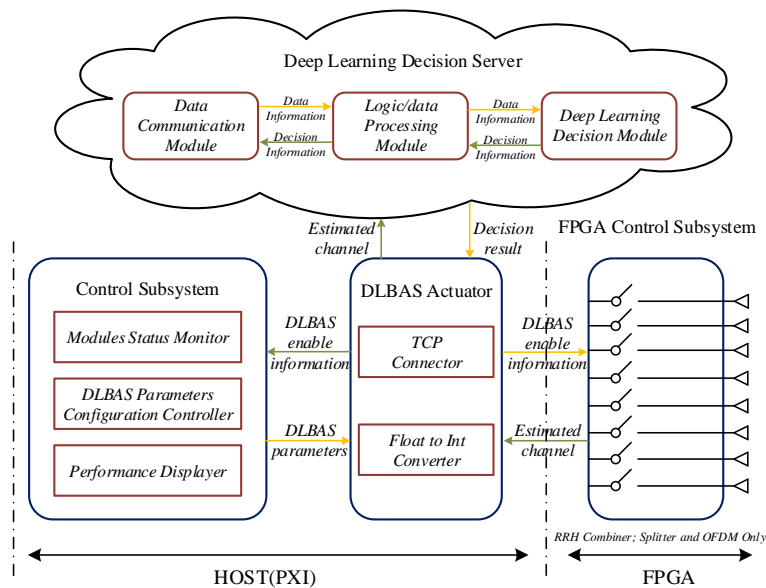 Deep Learning Decision Server
Data
Communication
Module
Data
Information
Decision
Information
Logic/data
Processing
Module
Data
Information
Decision
Information
Deep Learning
Decision Module
Estimated
channel
Decision
result
FPGA Control Subsystem
Control Subsystem
Modules Status Monitor
DLBAS Parameters
Configuration Controller
Performance Displayer
DLBAS
enable
information
DLBAS
parameters
DLBAS Actuator
TCP
Connector
Float to Int
Converter
DLBAS
enable
information
Estimated
channel
RRH Combiner; Splitter and OFDM Only
HOST(PXI)
FPGA